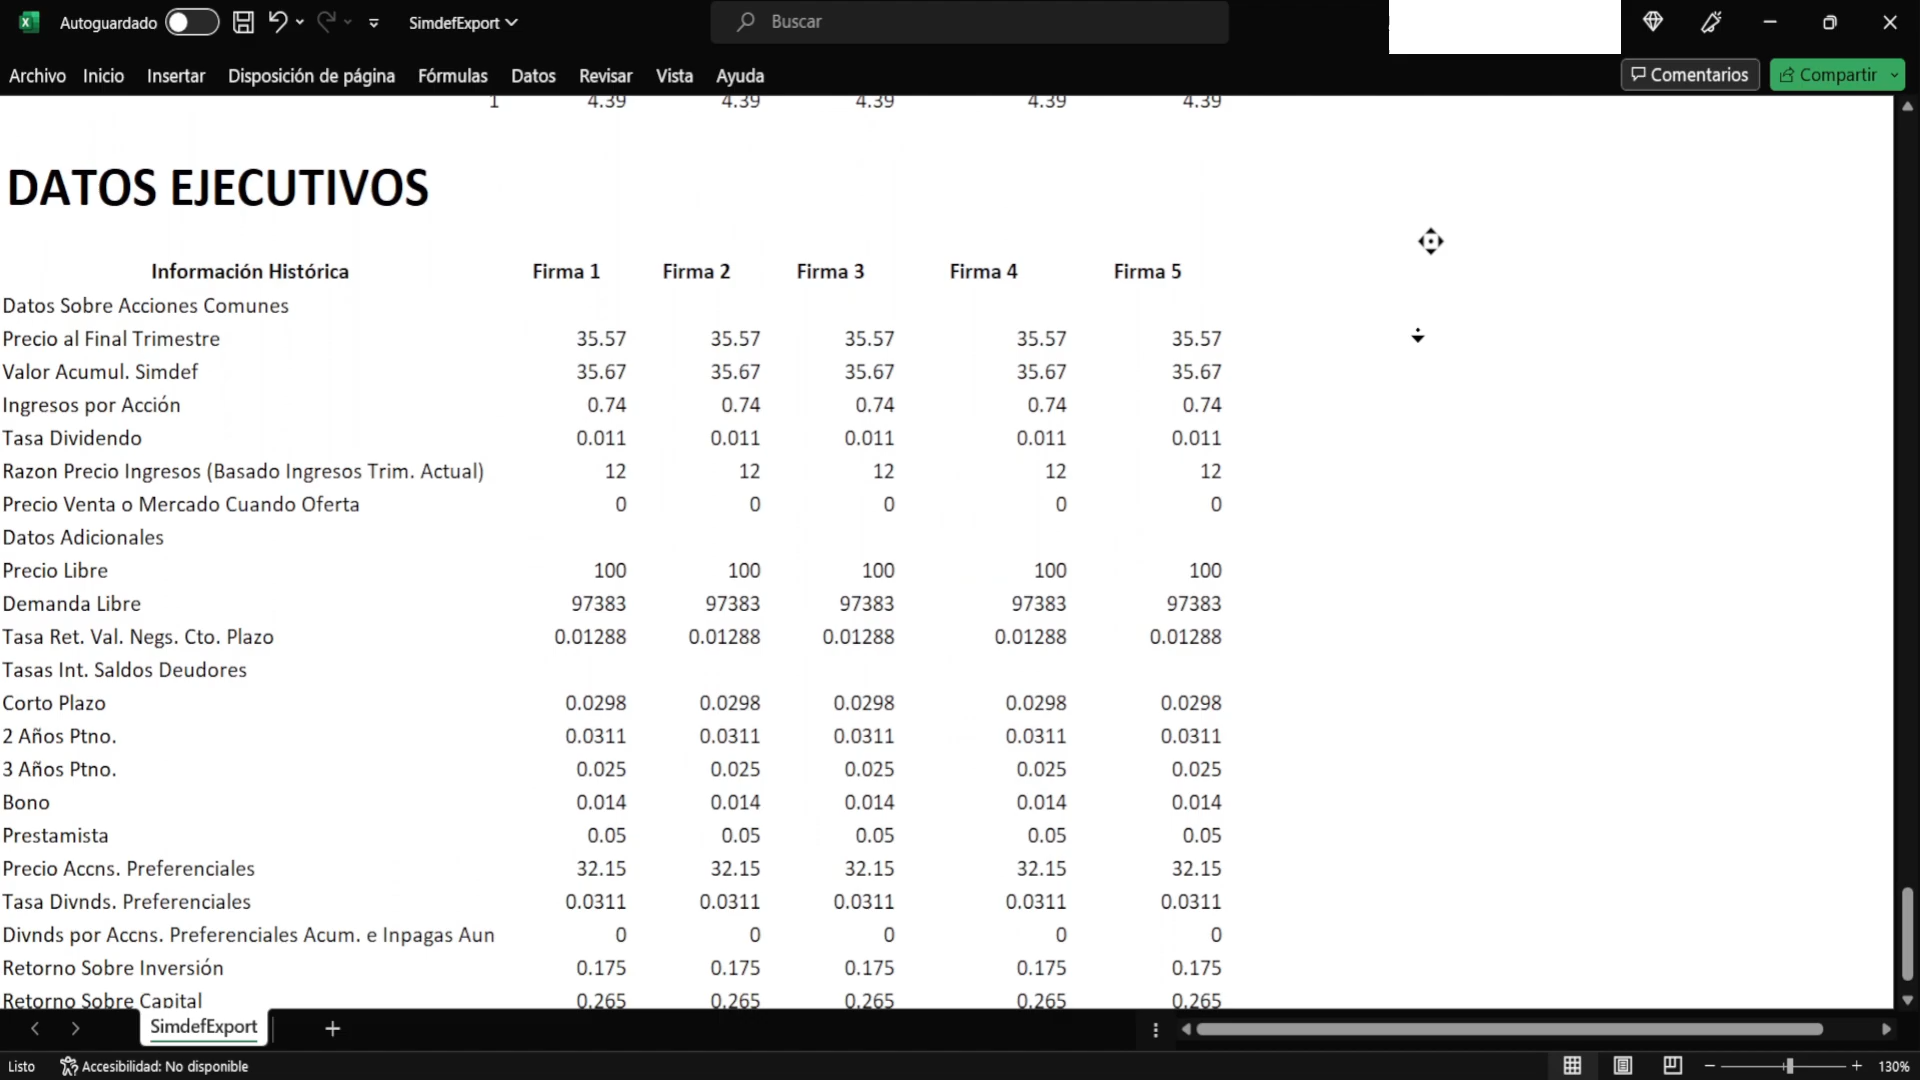 Autoguardado SimdefExport Buscar
Archivo Inicio Insertar Disposición de página Fórmulas Datos Revisar Vista Ayuda Comentarios Compartir
1 4.39 4.39 4.39 4.39 4.39
DATOS EJECUTIVOS
Información Histórica Firma 1 Firma 2 Firma 3 Firma 4 Firma 5
Datos Sobre Acciones Comunes
Precio al Final Trimestre 35.57 35.57 35.57 35.57 35.57
Valor Acumul. Simdef 35.67 35.67 35.67 35.67 35.67
Ingresos por Acción 0.74 0.74 0.74 0.74 0.74
Tasa Dividendo 0.011 0.011 0.011 0.011 0.011
Razon Precio Ingresos (Basado Ingresos Trim. Actual) 12 12 12 12 12
Precio Venta o Mercado Cuando Oferta 0 0 0 0 0
Datos Adicionales
Precio Libre 100 100 100 100 100
Demanda Libre 97383 97383 97383 97383 97383
Tasa Ret. Val. Negs. Cto. Plazo 0.01288 0.01288 0.01288 0.01288 0.01288
Tasas Int. Saldos Deudores
Corto Plazo 0.0298 0.0298 0.0298 0.0298 0.0298
2 Años Ptno. 0.0311 0.0311 0.0311 0.0311 0.0311
3 Años Ptno. 0.025 0.025 0.025 0.025 0.025
Bono 0.014 0.014 0.014 0.014 0.014
Prestamista 0.05 0.05 0.05 0.05 0.05
Precio Accns. Preferenciales 32.15 32.15 32.15 32.15 32.15
Tasa Divnds. Preferenciales 0.0311 0.0311 0.0311 0.0311 0.0311
Divnds por Accns. Preferenciales Acum. e Inpagas Aun 0 0 0 0 0
Retorno Sobre Inversión 0.175 0.175 0.175 0.175 0.175
Retorno Sobre Capital 0.265 0.265 0.265 0.265 0.265
SimdefExport
Listo Accesibilidad: No disponible 130%